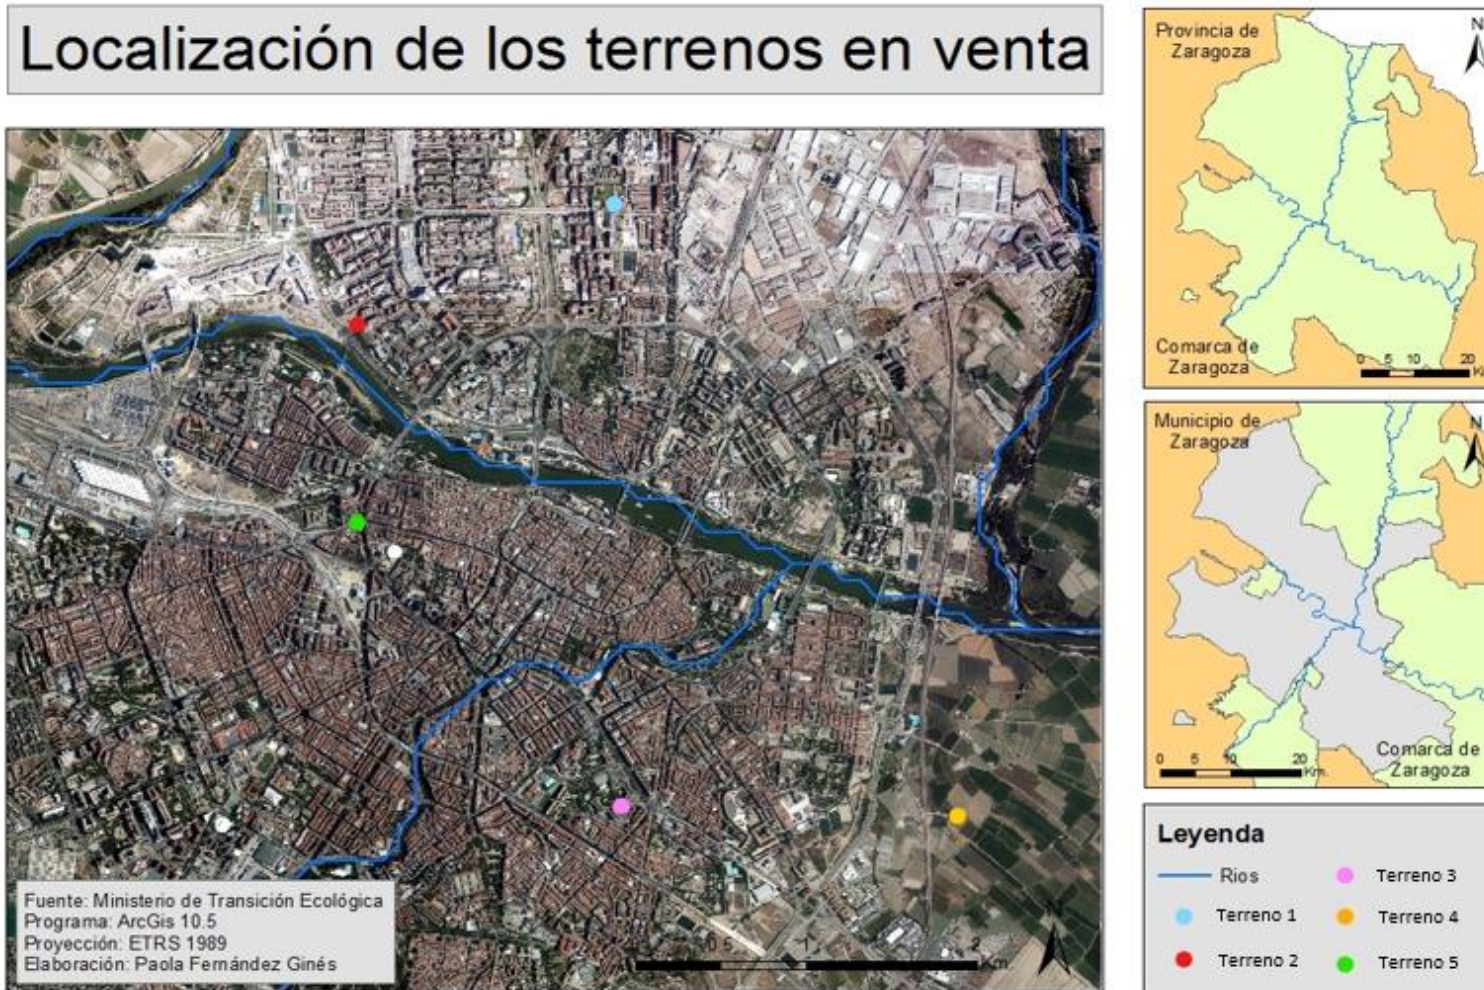 Localización de los terrenos en venta
Fuente: Ministerio de Transición Ecológica
Programa: ArcGis 10.5
Proyección: ETRS 1989
Elaboración: Paola Fernández Ginés
0.5 1 2
Km.
N
Provincia de
Zaragoza
N
Comarca de
Zaragoza
0 5 10 20
Municipio de
Zaragoza
N
0 5 10 20
Km.
Comarca de
Zaragoza
Leyenda
Rios
Terreno 1
Terreno 2
Terreno 3
Terreno 4
Terreno 5